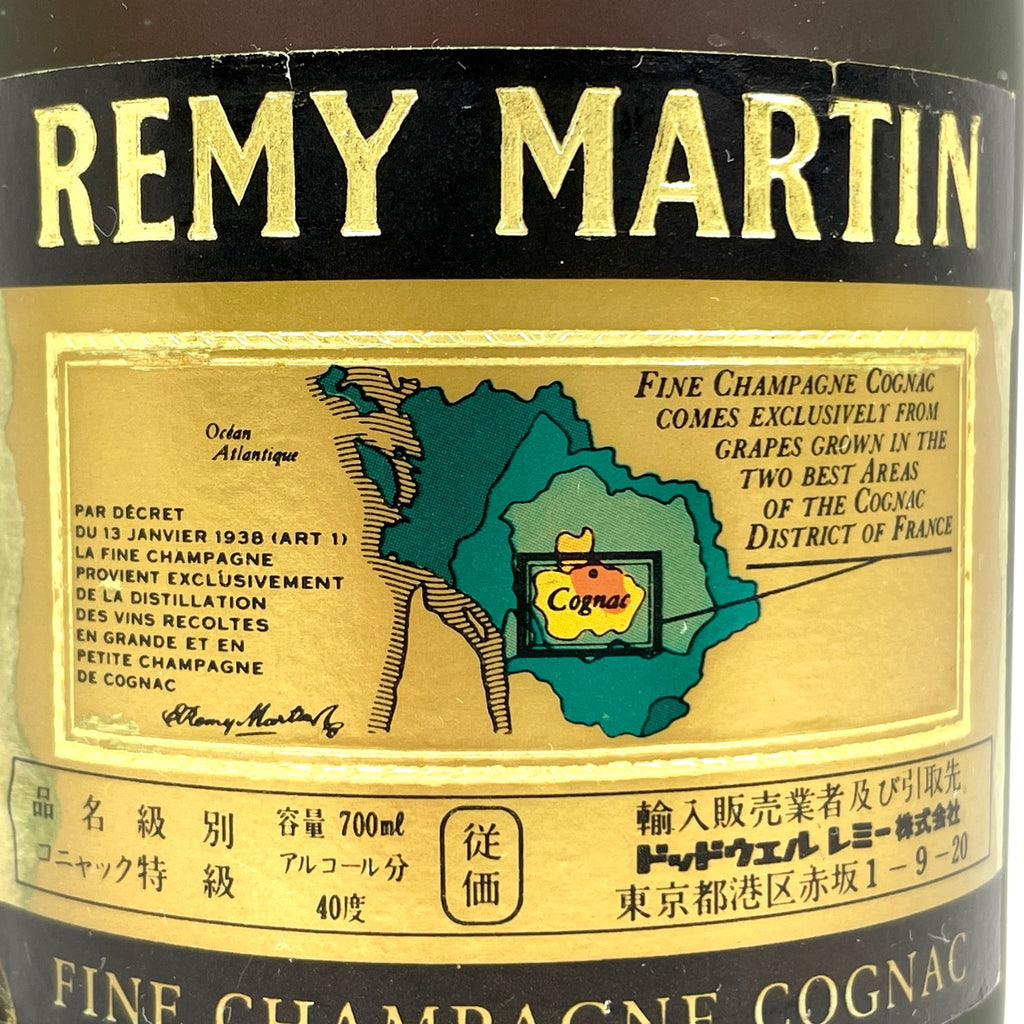 REMY MARTIN
FINE CHAMPAGNE COGNAC
COMES EXCLUSIVELY FROM
GRAPES GROWN IN THE
TWO BEST AREAS
OF THE COGNAC
DISTRICT OF FRANCE
Océan
Atlantique
PAR DÉCRET
DU 13 JANVIER 1938 (ART 1)
LA FINE CHAMPAGNE
PROVIENT EXCLUSIVEMENT
DE LA DISTILLATION
DES VINS RECOLTES
EN GRANDE ET EN
PETITE CHAMPAGNE
DE COGNAC
Cognac
E Remy Martin
品名級別
コニャック特級
容量 700ml
アルコール分
40度
従価
輸入販売業者及び引取先
ドッドウェル レミー株式会社
東京都港区赤坂1-9-20
FINE CHAMPAGNE COGNAC